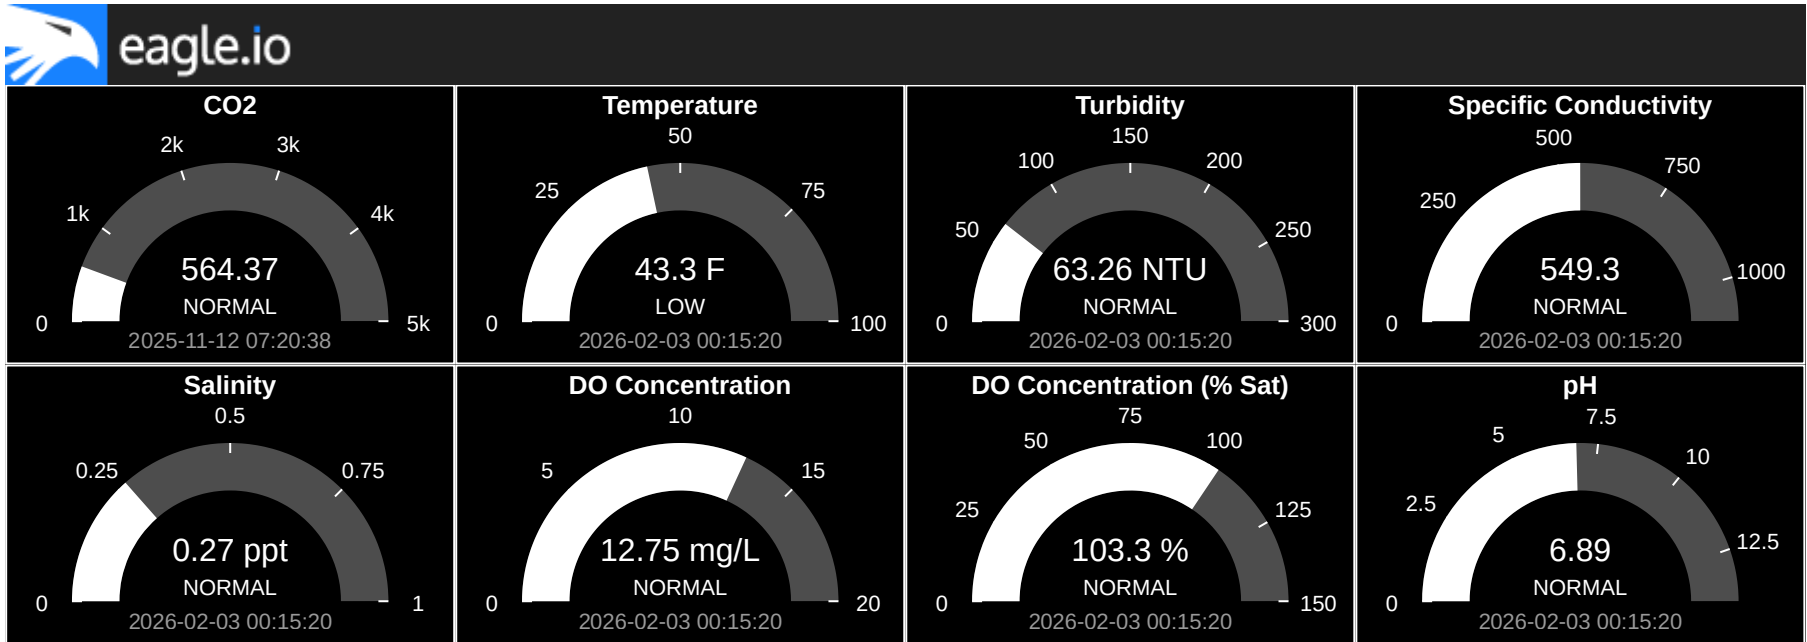 eagle.io
CO2
2k
3k
1k
4k
0
5k
564.37
NORMAL
2025-11-12 07:20:38
Temperature
50
25
75
0
100
43.3 F
LOW
2026-02-03 00:15:20
Turbidity
150
100
200
50
250
0
300
63.26 NTU
NORMAL
2026-02-03 00:15:20
Specific Conductivity
500
750
250
1000
0
549.3
NORMAL
2026-02-03 00:15:20
Salinity
0.5
0.25
0.75
0
1
0.27 ppt
NORMAL
2026-02-03 00:15:20
DO Concentration
10
5
15
0
20
12.75 mg/L
NORMAL
2026-02-03 00:15:20
DO Concentration (% Sat)
75
50
100
25
125
0
150
103.3 %
NORMAL
2026-02-03 00:15:20
pH
7.5
5
10
2.5
12.5
0
6.89
NORMAL
2026-02-03 00:15:20